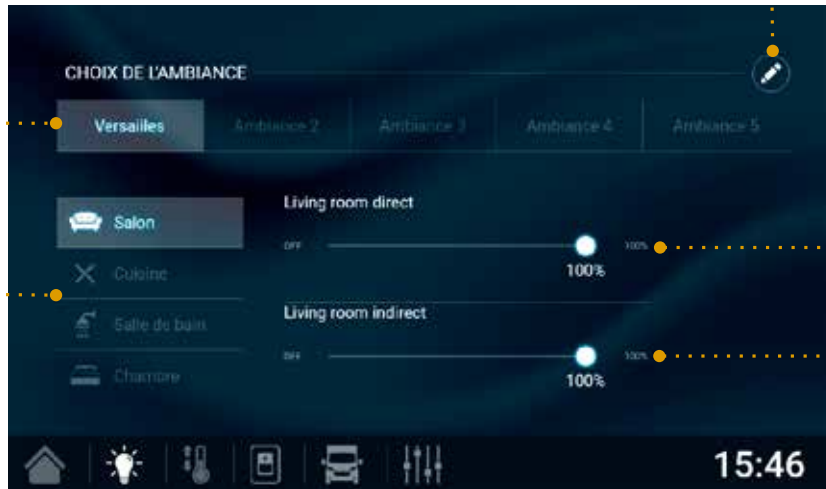 CHOIX DE L'AMBIANCE
Versailles Ambiance 2 Ambiance 3 Ambiance 4 Ambiance 5
Living room direct
Salon
OFF 100%
100%
Cuisine
Living room indirect
Salle de bain
OFF 100%
100%
Chambre
15:46